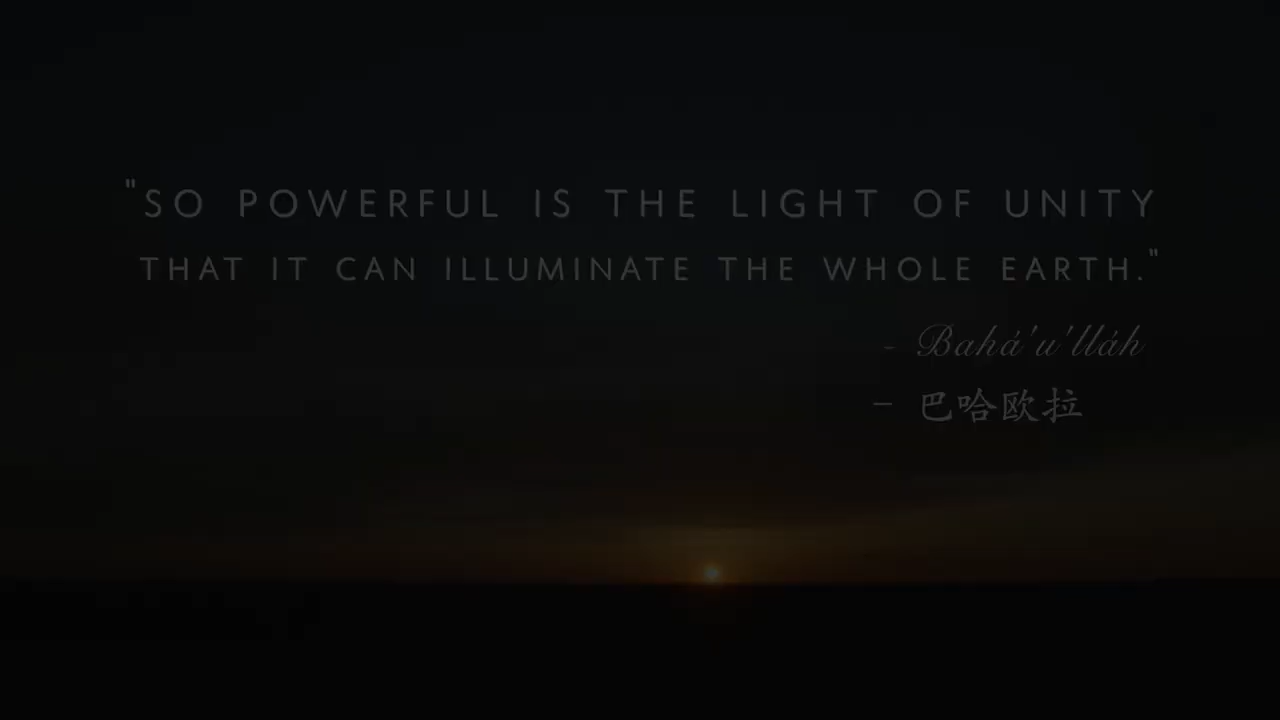 "SO POWERFUL IS THE LIGHT OF UNITY
THAT IT CAN ILLUMINATE THE WHOLE EARTH."
- Bahá'u'lláh
- 巴哈欧拉